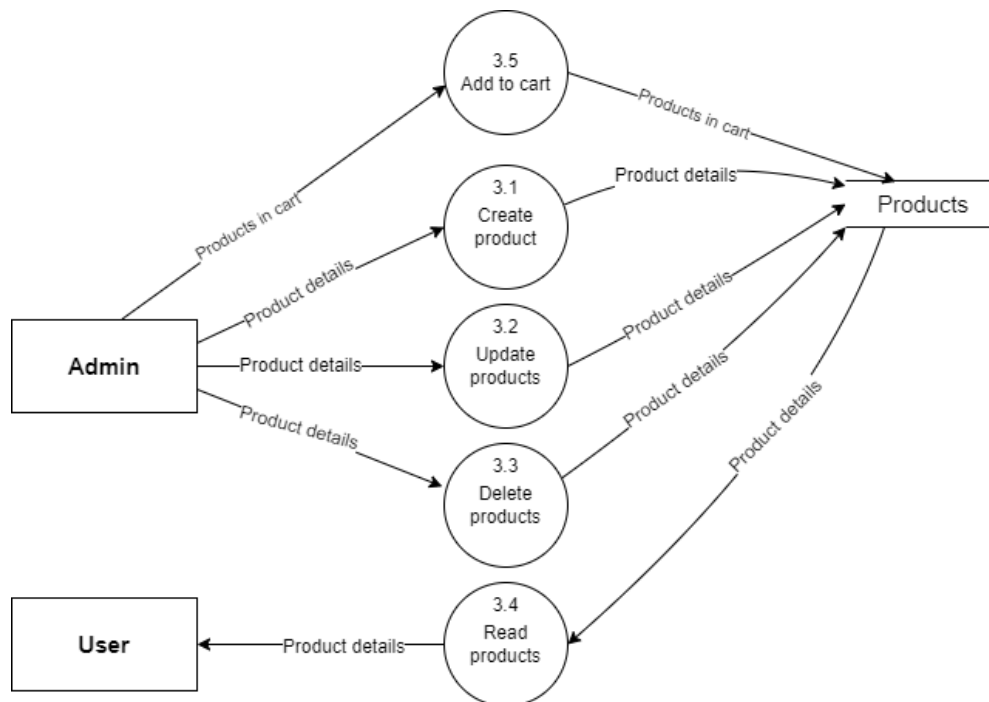 3.5
Add to cart
Products in cart
Products in cart
3.1
Create
product
Product details
Product details
Products
Admin
3.2
Update
products
Product details
Product details
3.3
Delete
products
Product details
Product details
Product details
3.4
Read
products
Product details
User